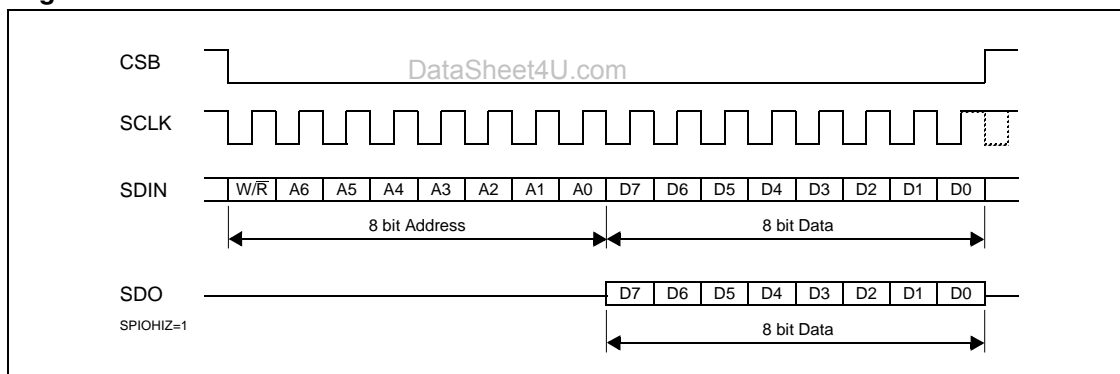 CSB
DataSheet4U.com
SCLK
SDIN
W/R̅ A6 A5 A4 A3 A2 A1 A0 D7 D6 D5 D4 D3 D2 D1 D0
8 bit Address 8 bit Data
SDO
D7 D6 D5 D4 D3 D2 D1 D0
SPIOHIZ=1
8 bit Data